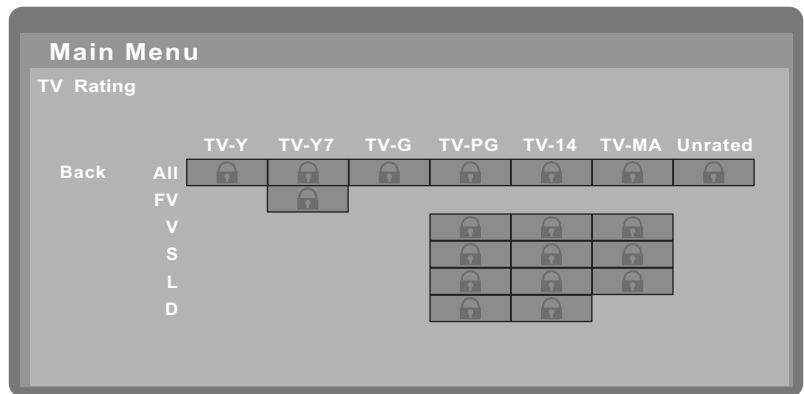 Main Menu
TV Rating
TV-Y TV-Y7 TV-G TV-PG TV-14 TV-MA Unrated
Back All
FV
V
S
L
D